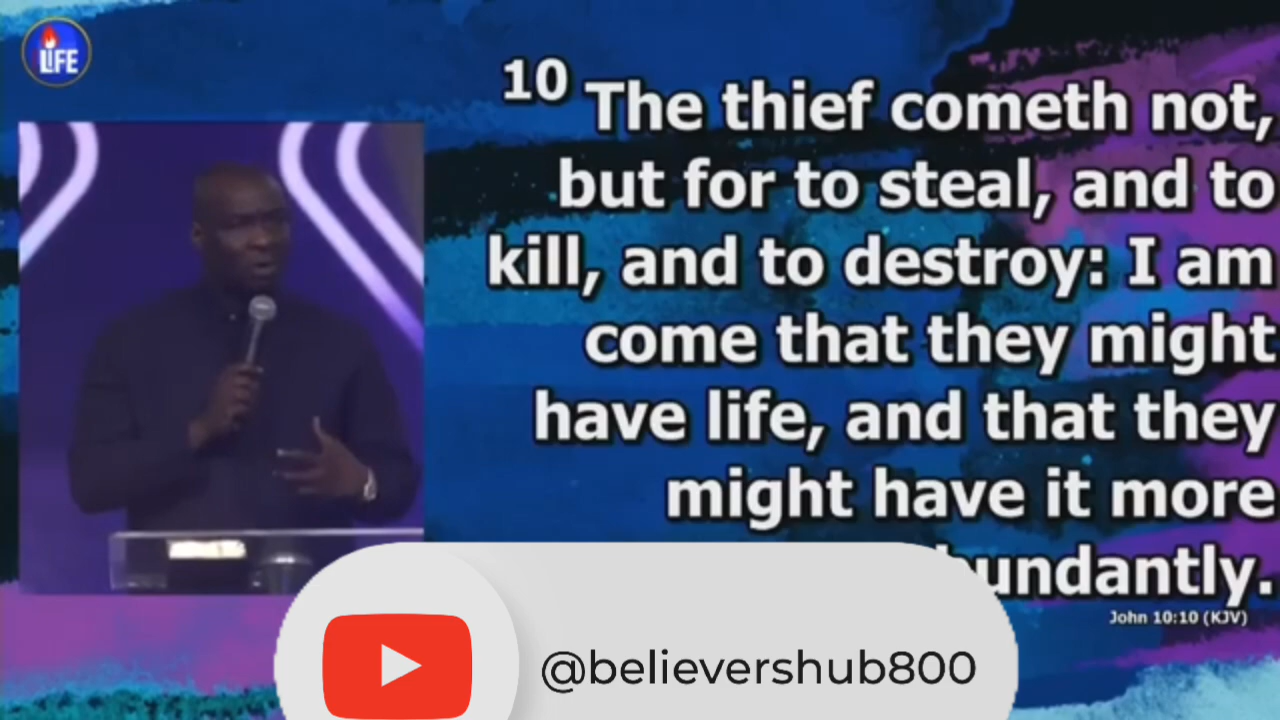 LIFE
10 The thief cometh not,
but for to steal, and to
kill, and to destroy: I am
come that they might
have life, and that they
might have it more
undantly.
John 10:10 (KJV)
@believershub800